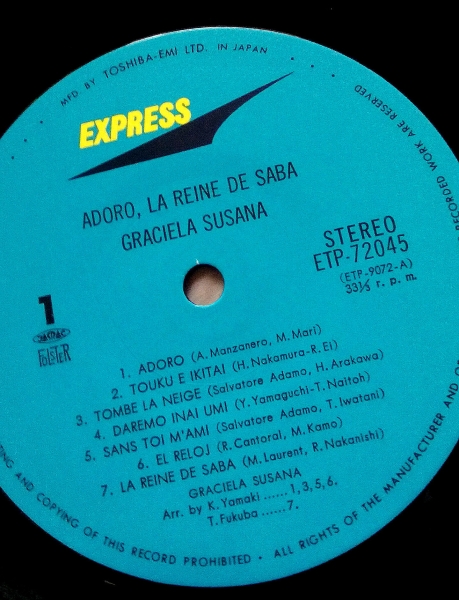 MFD. BY TOSHIBA-EMI LTD. IN JAPAN
RECORDED WORK ARE RESERVED
EXPRESS
ADORO, LA REINE DE SABA
GRACIELA SUSANA
STEREO
ETP-72045
(ETP-9072-A)
33⅓ r. p. m.
1
JASRAC
POLSTER
1. ADORO (A. Manzanero, M. Mari)
2. TOUKU E IKITAI (H. Nakamura-R. Ei)
3. TOMBE LA NEIGE (Salvatore Adamo, H. Arakawa)
4. DAREMO INAI UMI (Y. Yamaguchi-T. Naitoh)
5. SANS TOI M'AMI (Salvatore Adamo, T. Iwatani)
6. EL RELOJ (R. Cantoral, M. Kamo)
7. LA REINE DE SABA (M. Laurent, R. Nakanishi)
GRACIELA SUSANA
Arr. by K. Yamaki ...... 1, 3, 5, 6.
T. Fukuba ...... 7.
AND COPYING OF THIS RECORD PROHIBITED • ALL RIGHTS OF THE MANUFACTURER AND OF